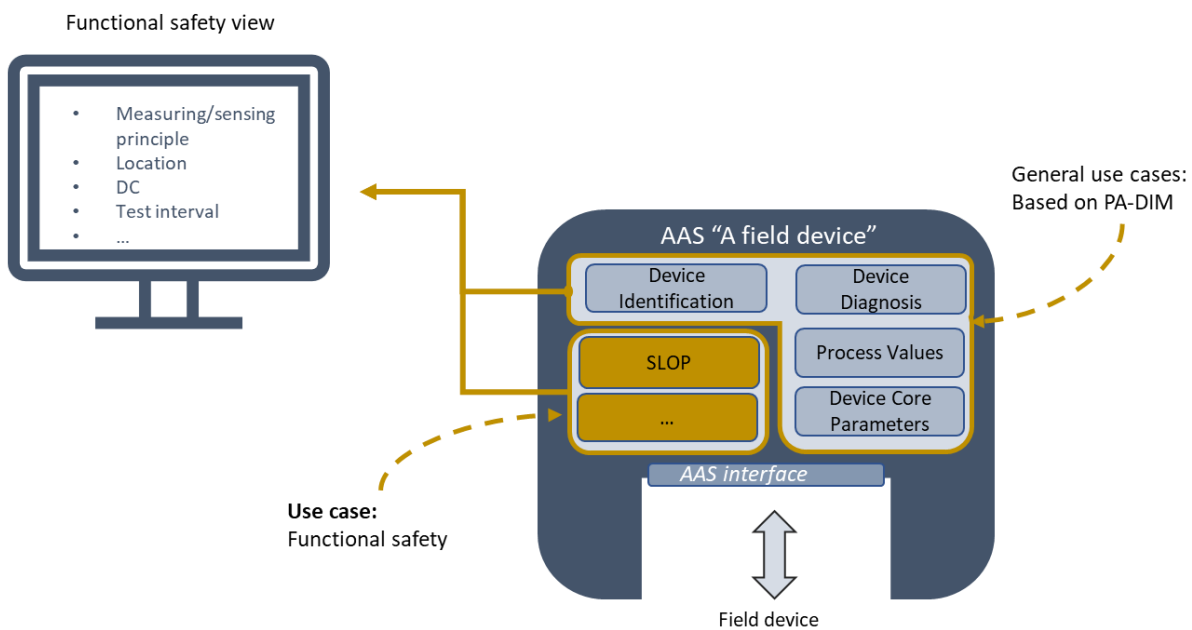 Functional safety view
• Measuring/sensing
principle
• Location
• DC
• Test interval
• ...
General use cases:
Based on PA-DIM
AAS “A field device”
Device
Identification
Device
Diagnosis
SLOP
Process Values
...
Device Core
Parameters
AAS interface
Use case:
Functional safety
Field device